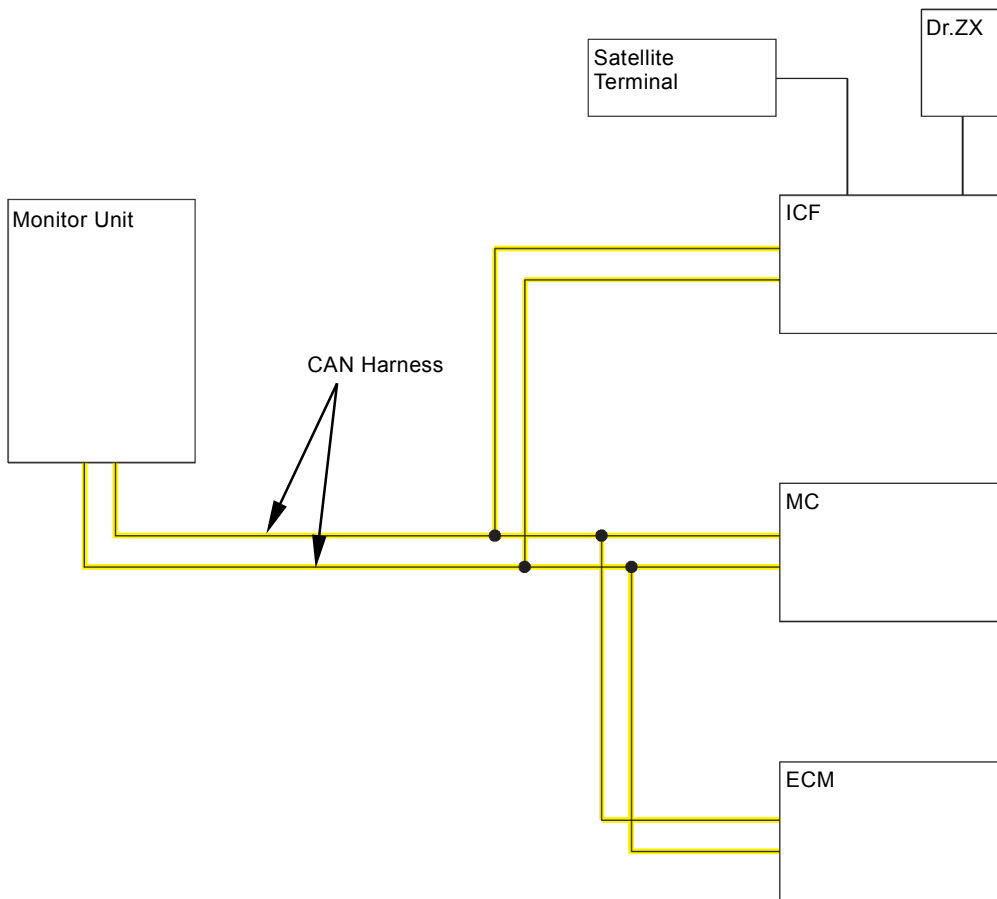 Dr.ZX
Satellite
Terminal
ICF
Monitor Unit
CAN Harness
MC
ECM